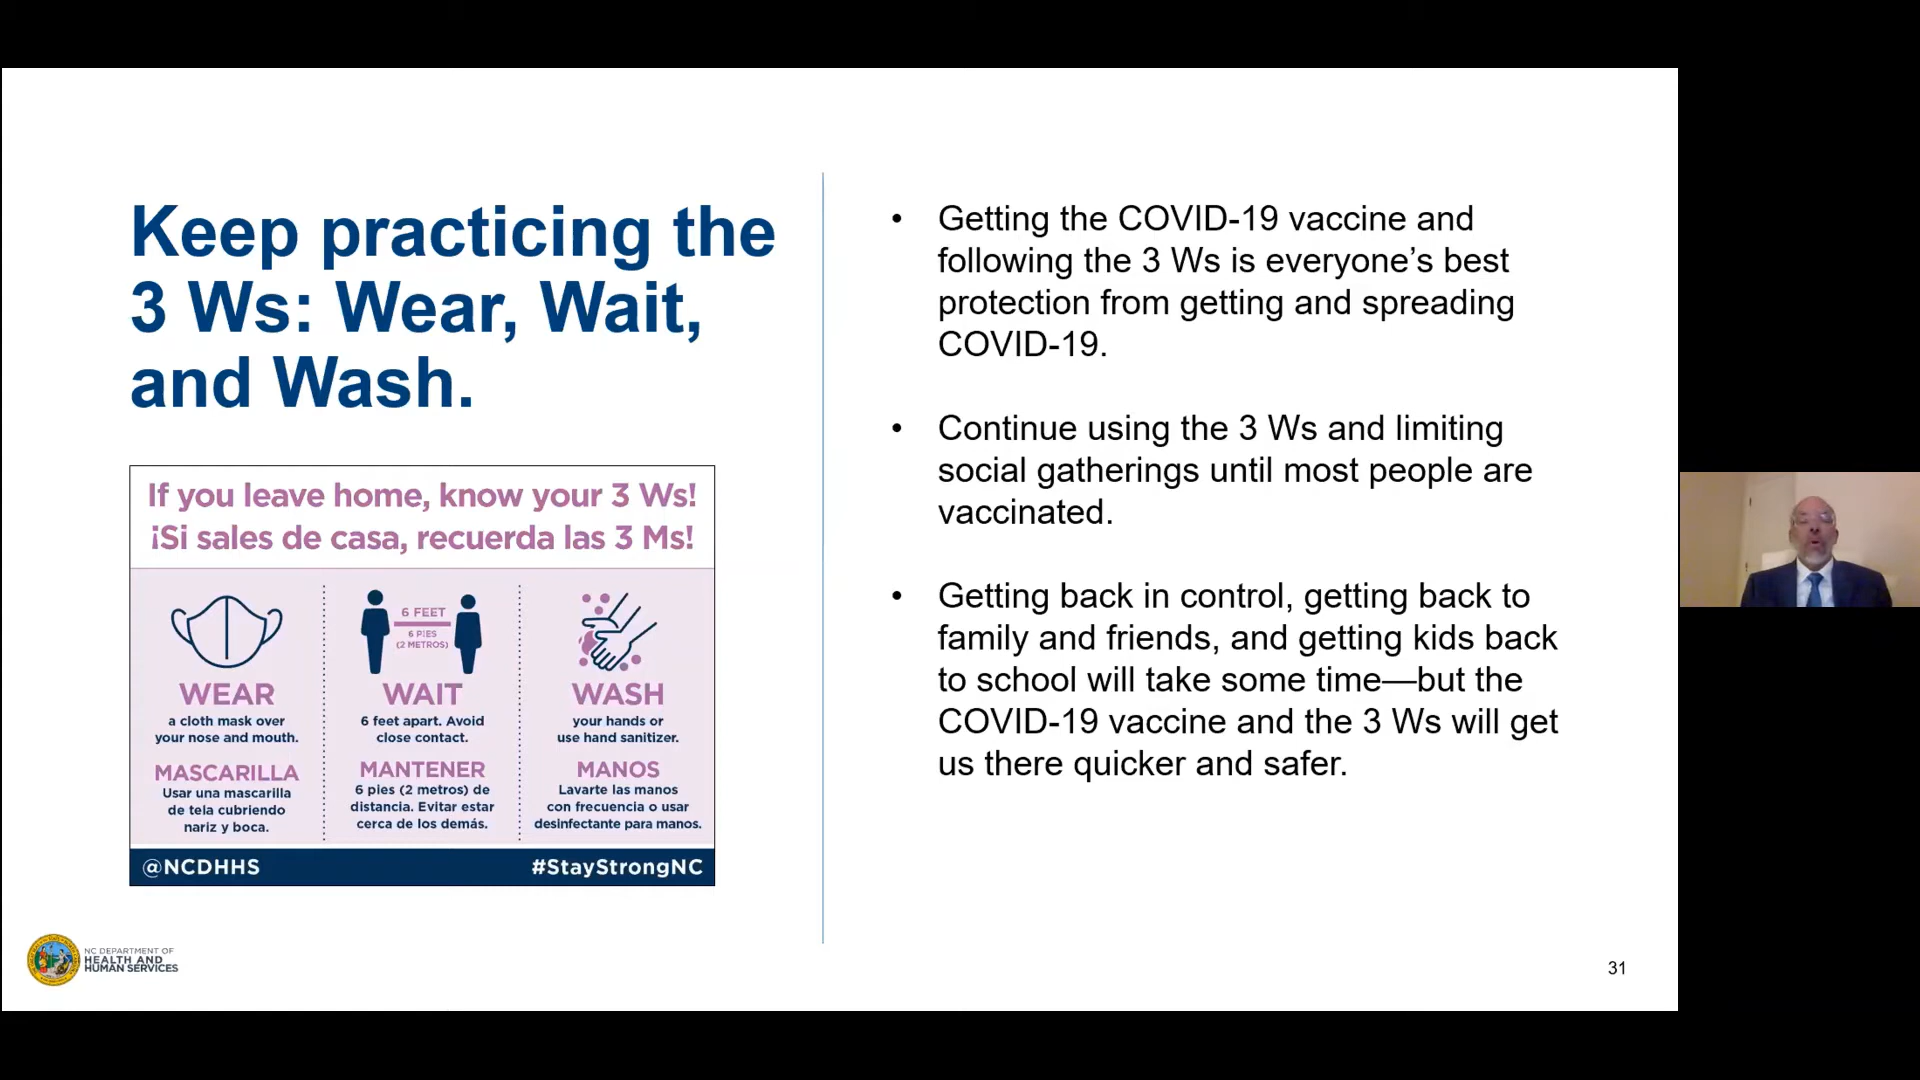 Keep practicing the
3 Ws: Wear, Wait,
and Wash.
If you leave home, know your 3 Ws!
¡Si sales de casa, recuerda las 3 Ms!
6 FEET
6 PIES
(2 METROS)
WEAR
a cloth mask over
your nose and mouth.
MASCARILLA
Usar una mascarilla
de tela cubriendo
nariz y boca.
WAIT
6 feet apart. Avoid
close contact.
MANTENER
6 pies (2 metros) de
distancia. Evitar estar
cerca de los demás.
WASH
your hands or
use hand sanitizer.
MANOS
Lavarte las manos
con frecuencia o usar
desinfectante para manos.
@NCDHHS
#StayStrongNC
• Getting the COVID-19 vaccine and
following the 3 Ws is everyone’s best
protection from getting and spreading
COVID-19.
• Continue using the 3 Ws and limiting
social gatherings until most people are
vaccinated.
• Getting back in control, getting back to
family and friends, and getting kids back
to school will take some time—but the
COVID-19 vaccine and the 3 Ws will get
us there quicker and safer.
NC DEPARTMENT OF
HEALTH AND
HUMAN SERVICES
31